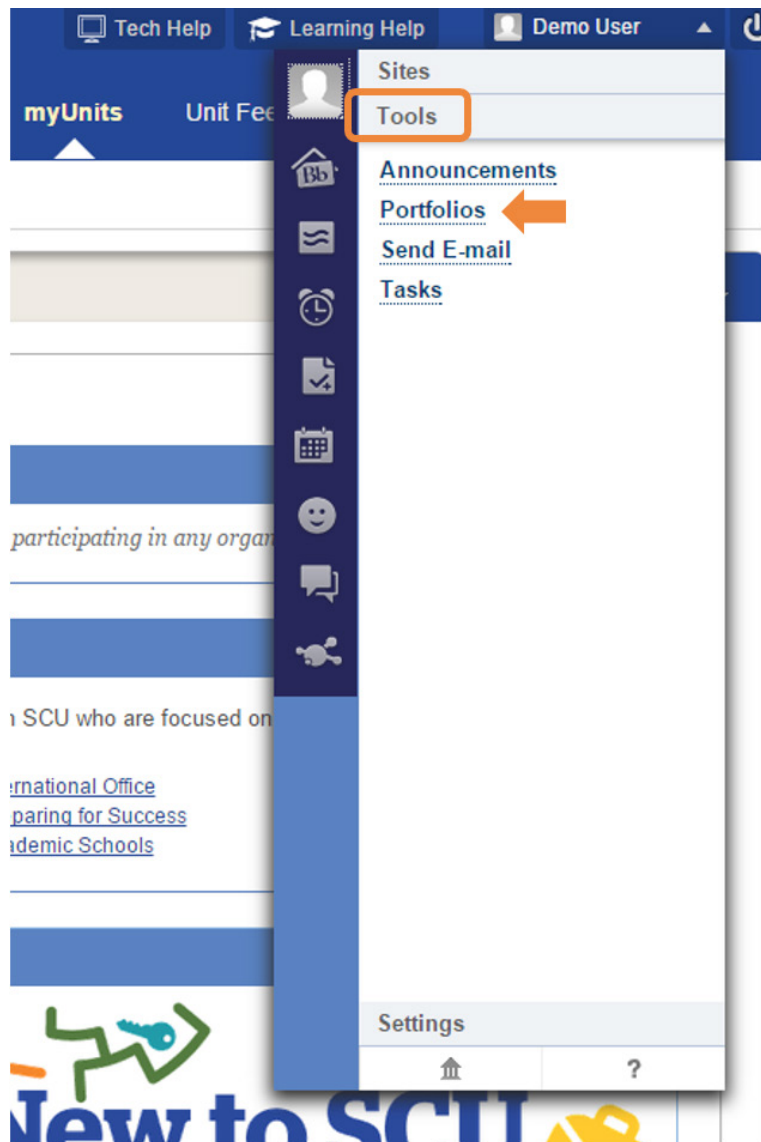 Tech Help Learning Help Demo User
Sites
myUnits Unit Fee
Tools
Bb
Announcements
Portfolios
Send E-mail
Tasks
participating in any organ
SCU who are focused on
ernational Office
paring for Success
ademic Schools
Settings
?
New to SCU